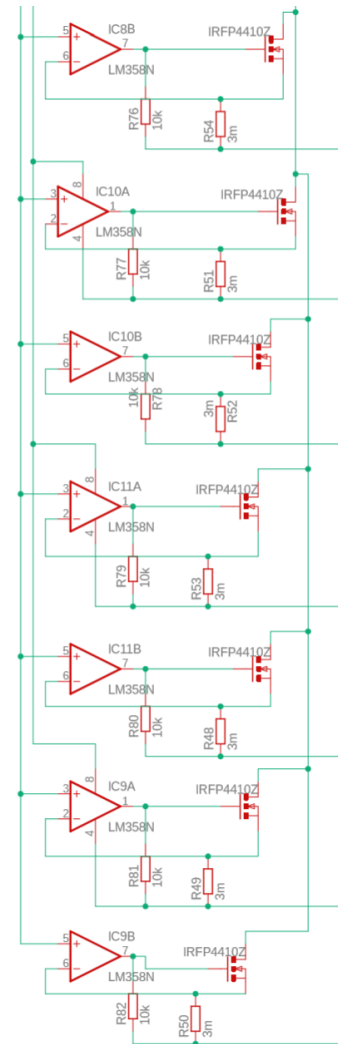 IC8B
IRFP4410Z
5
+
7
6
-
LM358N
R76
10k
R54
3m
IC10A
IRFP4410Z
8
3
+
1
2
-
4
LM358N
R77
10k
R51
3m
IC10B
IRFP4410Z
5
+
7
6
-
LM358N
10k
R78
3m
R52
IC11A
IRFP4410Z
8
3
+
1
2
-
4
LM358N
R79
10k
R53
3m
IC11B
IRFP4410Z
5
+
7
6
-
LM358N
R80
10k
R48
3m
IC9A
IRFP4410Z
8
3
+
1
2
-
4
LM358N
R81
10k
R49
3m
IC9B
IRFP4410Z
5
+
7
6
-
LM358N
R82
10k
R50
3m